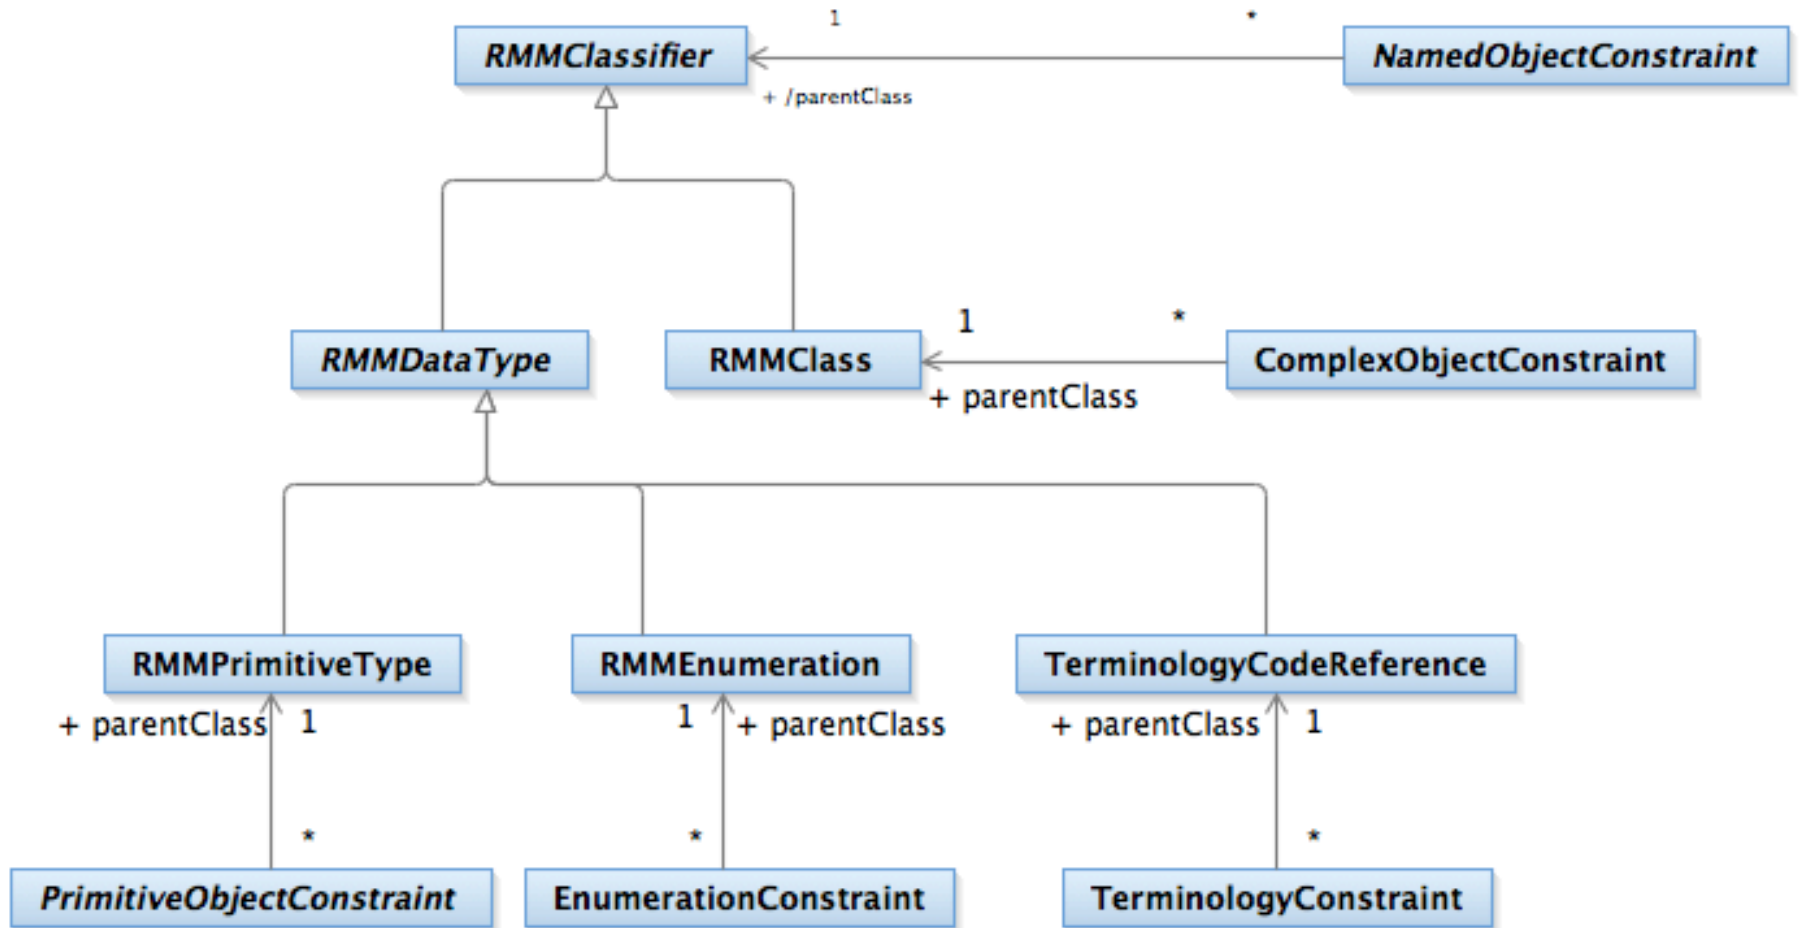 1 *
RMMClassifier NamedObjectConstraint
+ /parentClass
1 *
RMMDataType RMMClass ComplexObjectConstraint
+ parentClass
RMMPrimitiveType RMMEnumeration TerminologyCodeReference
+ parentClass 1 1 + parentClass + parentClass 1
* * *
PrimitiveObjectConstraint EnumerationConstraint TerminologyConstraint